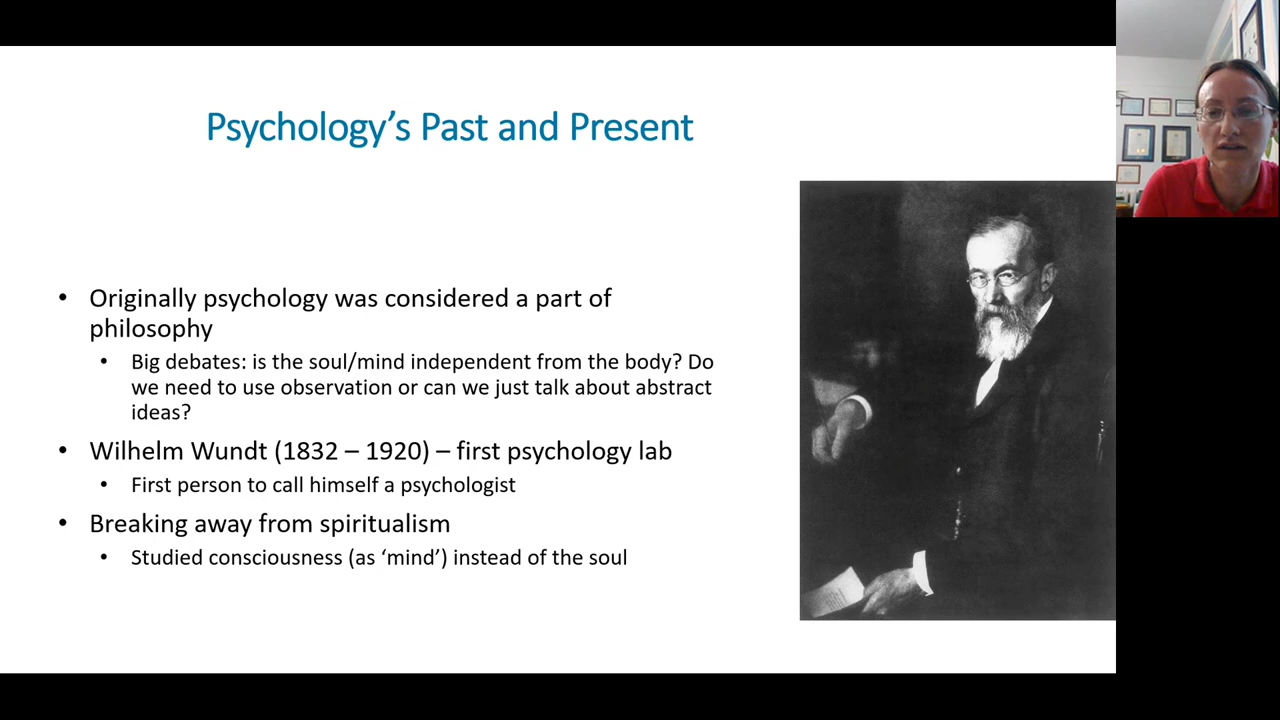 Psychology’s Past and Present
• Originally psychology was considered a part of
philosophy
• Big debates: is the soul/mind independent from the body? Do
we need to use observation or can we just talk about abstract
ideas?
• Wilhelm Wundt (1832 – 1920) – first psychology lab
• First person to call himself a psychologist
• Breaking away from spiritualism
• Studied consciousness (as ‘mind’) instead of the soul